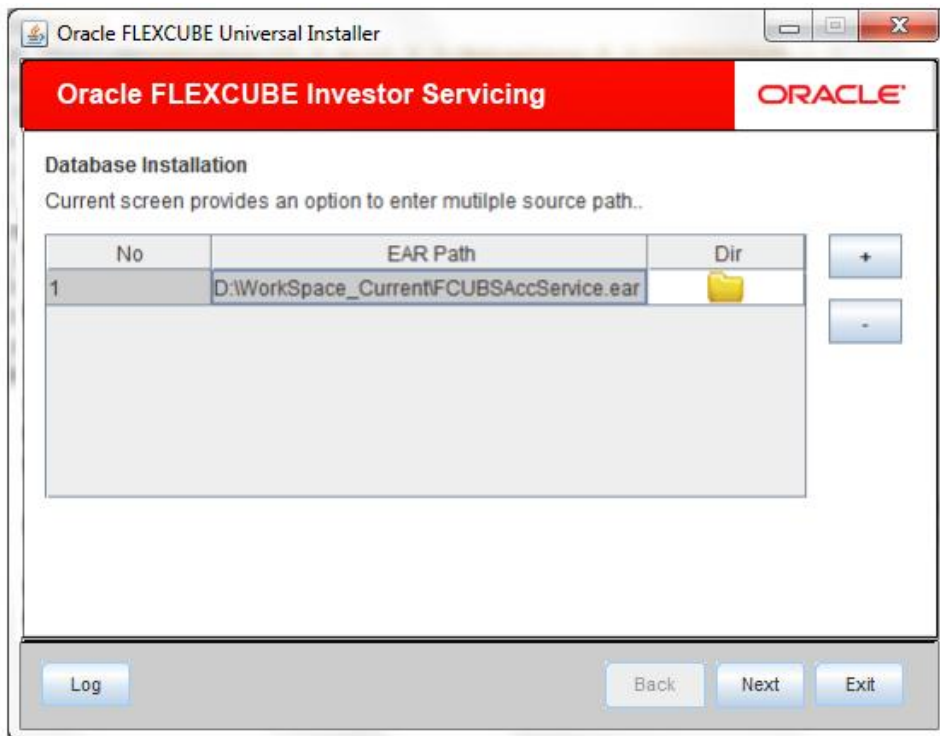 Oracle FLEXCUBE Universal Installer
X
Oracle FLEXCUBE Investor Servicing
ORACLE
Database Installation
Current screen provides an option to enter mutilple source path..
No EAR Path Dir
+
1 D:\WorkSpace_Current\FCUBSAccService.ear
-
Log Back Next Exit